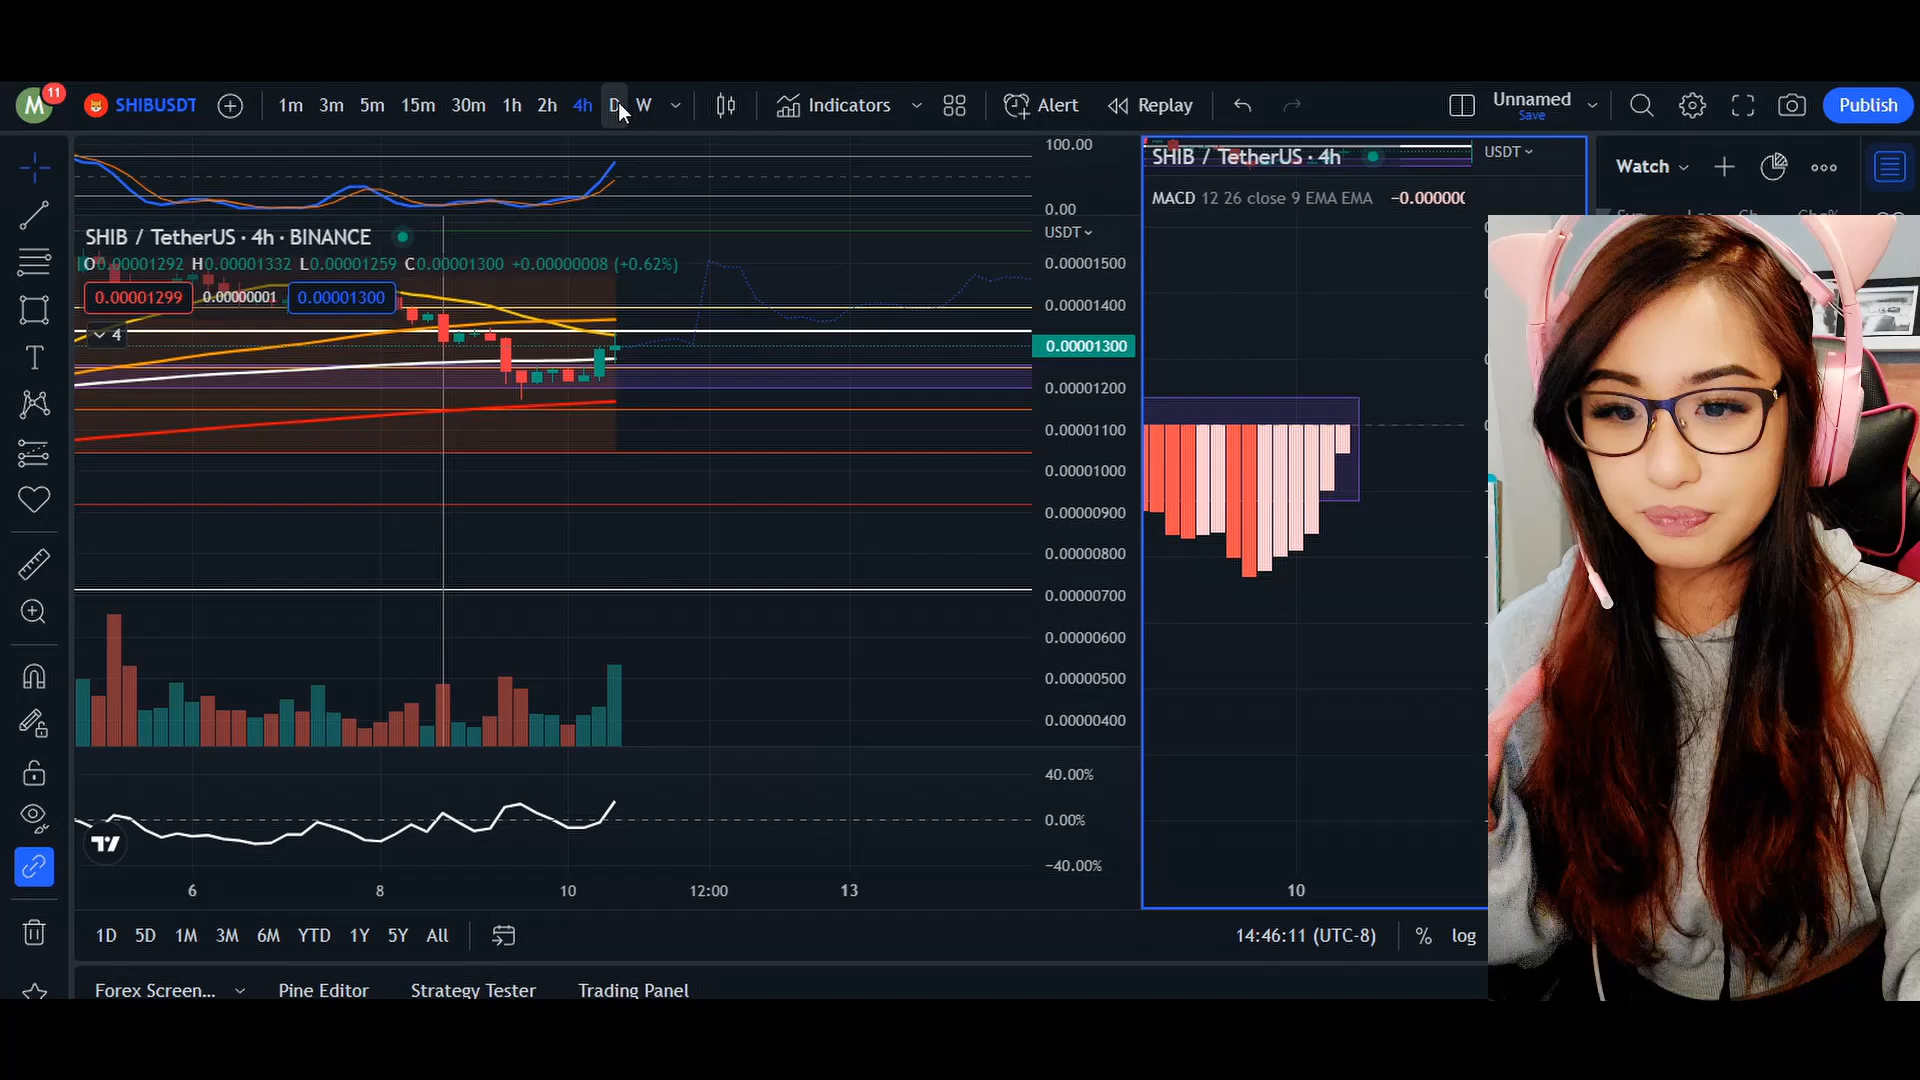 M 11 SHIBUSDT 1m 3m 5m 15m 30m 1h 2h 4h D W Indicators Alert Replay Unnamed Save Publish
100.00
0.00
SHIB / TetherUS · 4h · BINANCE
O0.00001292 H0.00001332 L0.00001259 C0.00001300 +0.00000008 (+0.62%)
0.00001299 0.00000001 0.00001300
4
USDT
0.00001500
0.00001400
0.00001300
0.00001200
0.00001100
0.00001000
0.00000900
0.00000800
0.00000700
0.00000600
0.00000500
0.00000400
40.00%
0.00%
−40.00%
6 8 10 12:00 13
SHIB / TetherUS · 4h USDT
MACD 12 26 close 9 EMA EMA −0.000000
10
Watch
1D 5D 1M 3M 6M YTD 1Y 5Y All 14:46:11 (UTC-8) % log
Forex Screen... Pine Editor Strategy Tester Trading Panel